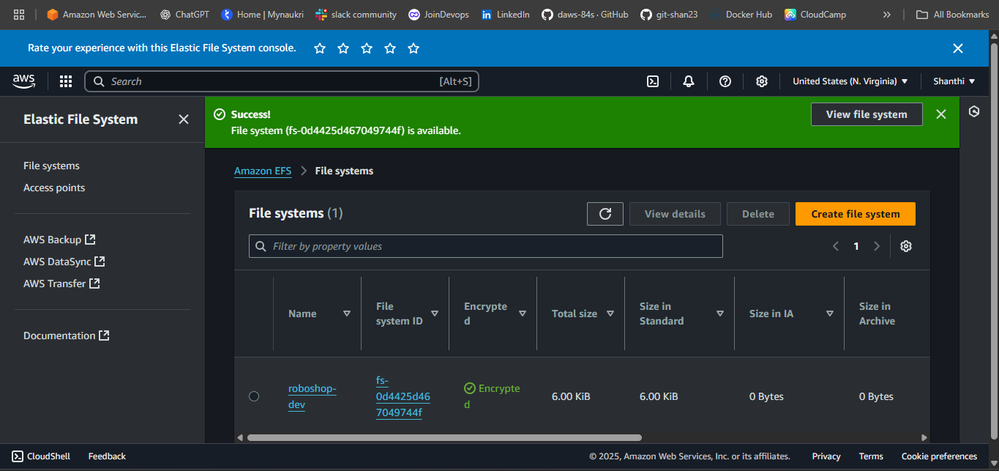 Amazon Web Servic...
ChatGPT
Home | Mynaukri
slack community
JoinDevops
LinkedIn
daws-84s · GitHub
git-shan23
Docker Hub
CloudCamp
»
All Bookmarks
Rate your experience with this Elastic File System console.
aws
Search
[Alt+S]
United States (N. Virginia)
Shanthi
Elastic File System
Success!
File system (fs-0d4425d467049744f) is available.
View file system
File systems
Access points
AWS Backup
AWS DataSync
AWS Transfer
Documentation
Amazon EFS
File systems
File systems (1)
View details
Delete
Create file system
Filter by property values
1
Name
File
system ID
Encrypte
d
Total size
Size in
Standard
Size in IA
Size in
Archive
roboshop-
dev
fs-
0d4425d46
7049744f
Encrypte
d
6.00 KiB
6.00 KiB
0 Bytes
0 Bytes
CloudShell
Feedback
© 2025, Amazon Web Services, Inc. or its affiliates.
Privacy
Terms
Cookie preferences